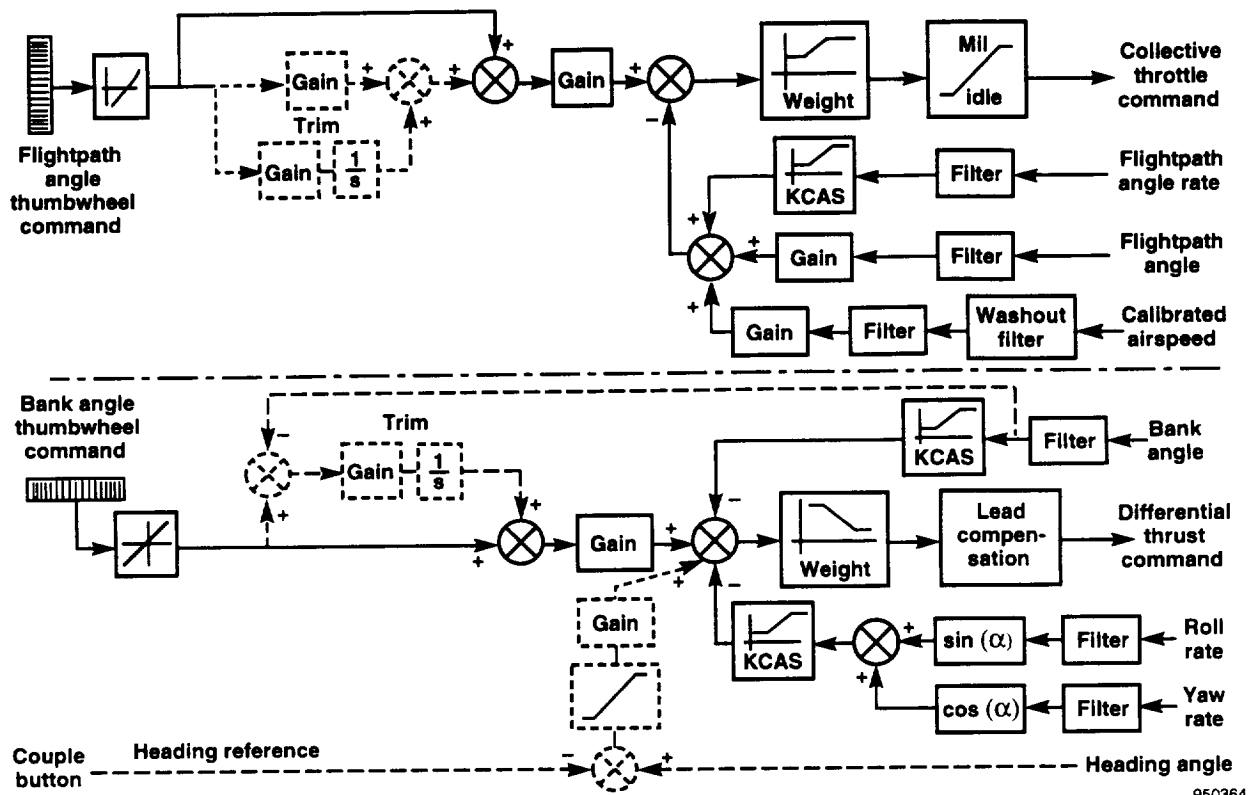 Flightpath
angle
thumbwheel
command
Gain
Trim
Gain
1
s
Gain
Weight
Mil
idle
Collective
throttle
command
KCAS
Filter
Flightpath
angle rate
Gain
Filter
Flightpath
angle
Gain
Filter
Washout
filter
Calibrated
airspeed
+
+
+
+
+
+
−
+
+
+
Bank angle
thumbwheel
command
Trim
Gain
1
s
Gain
KCAS
Filter
Bank
angle
Weight
Lead
compen-
sation
Differential
thrust
command
Gain
KCAS
sin (α)
Filter
Roll
rate
cos (α)
Filter
Yaw
rate
−
+
+
+
+
−
+
−
+
+
Couple
button
Heading reference
−
+
Heading angle
950364